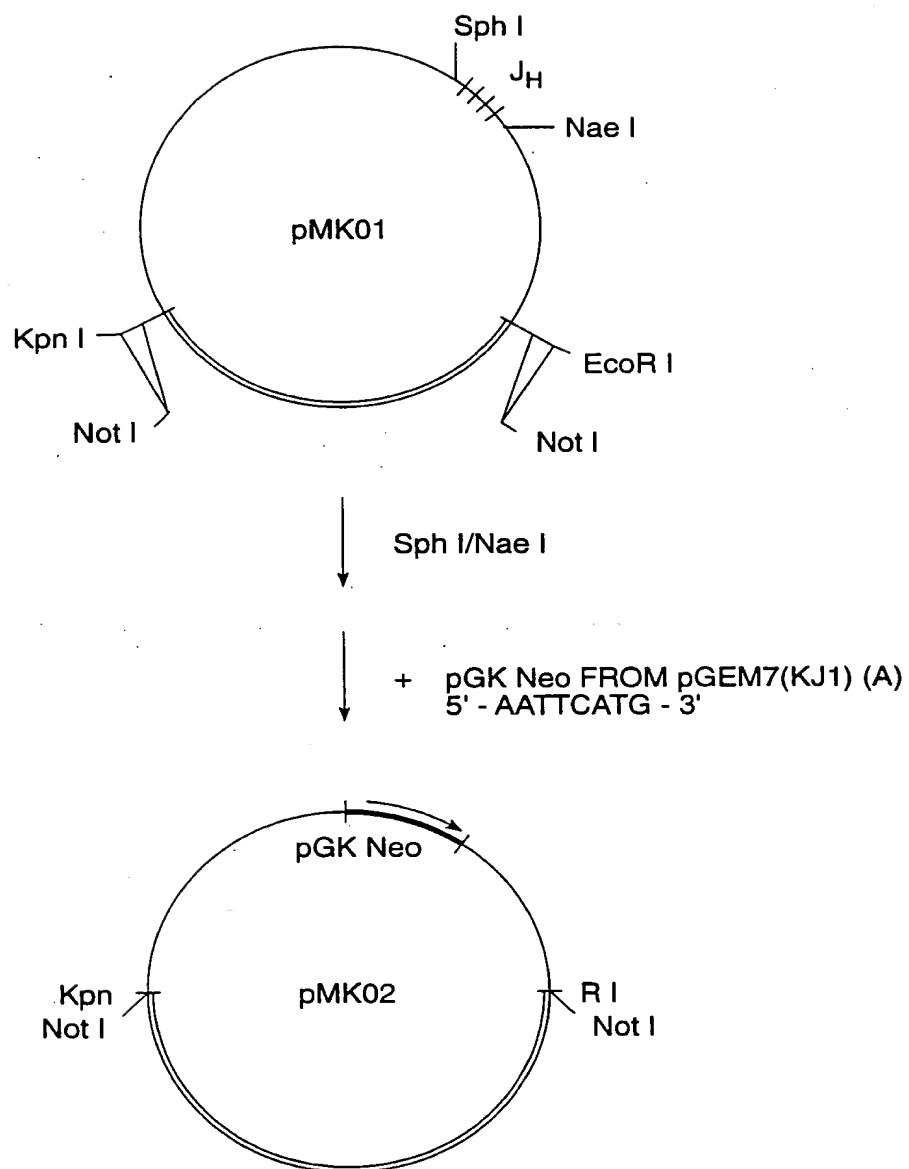 Sph I
JH
Nae I
pMK01
Kpn I
EcoR I
Not I
Not I
Sph I/Nae I
+ pGK Neo FROM pGEM7(KJ1) (A)
5' - AATTCATG - 3'
pGK Neo
Kpn
pMK02
R I
Not I
Not I